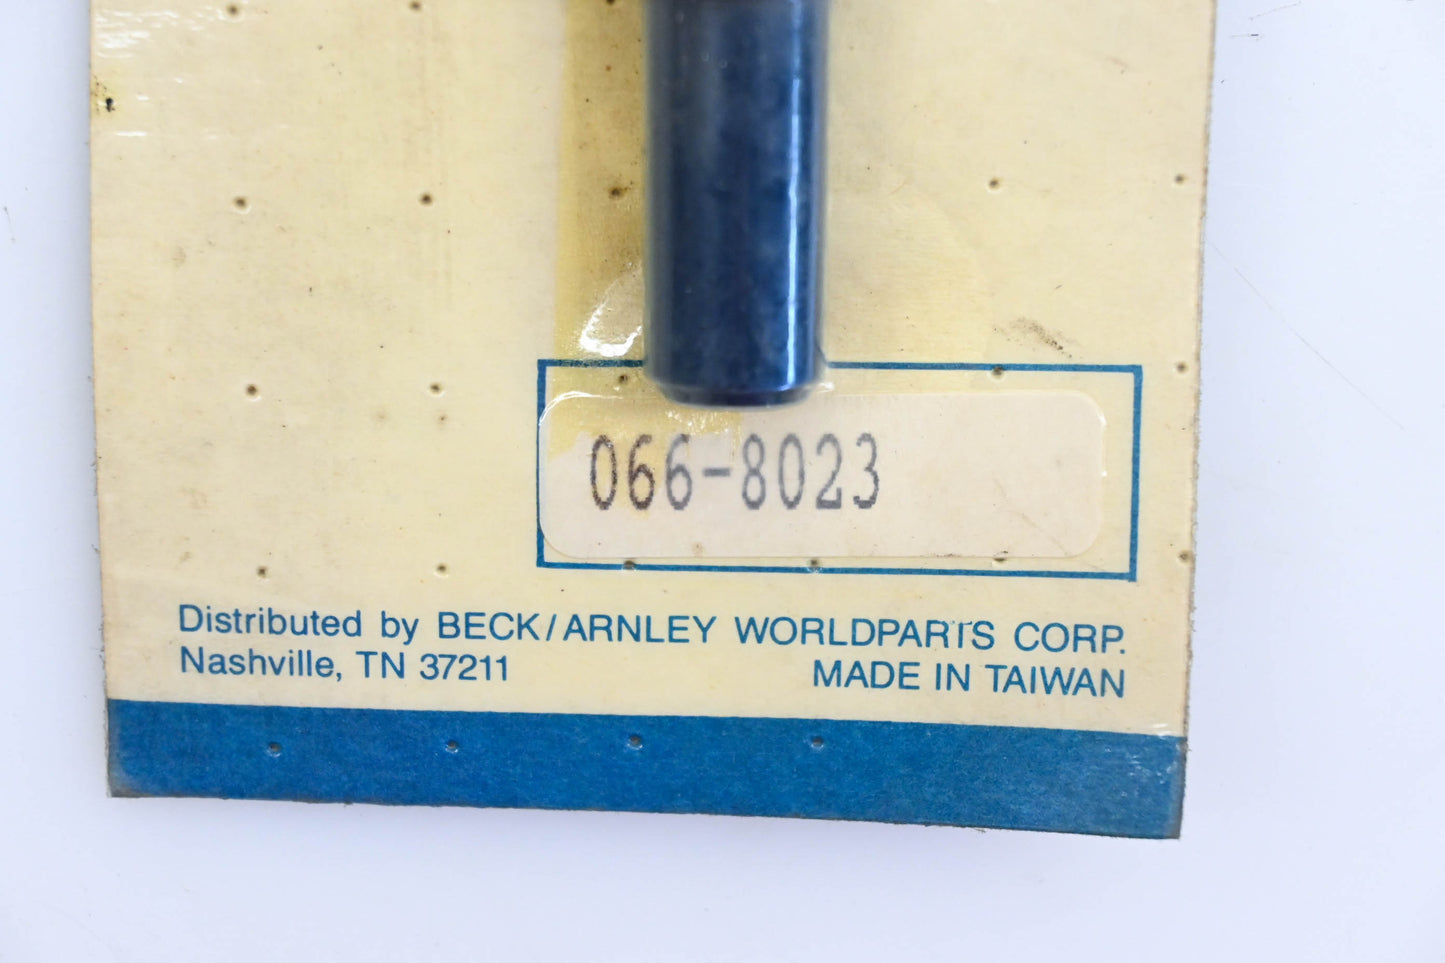 066-8023
Distributed by BECK/ARNLEY WORLDPARTS CORP.
Nashville, TN 37211
MADE IN TAIWAN